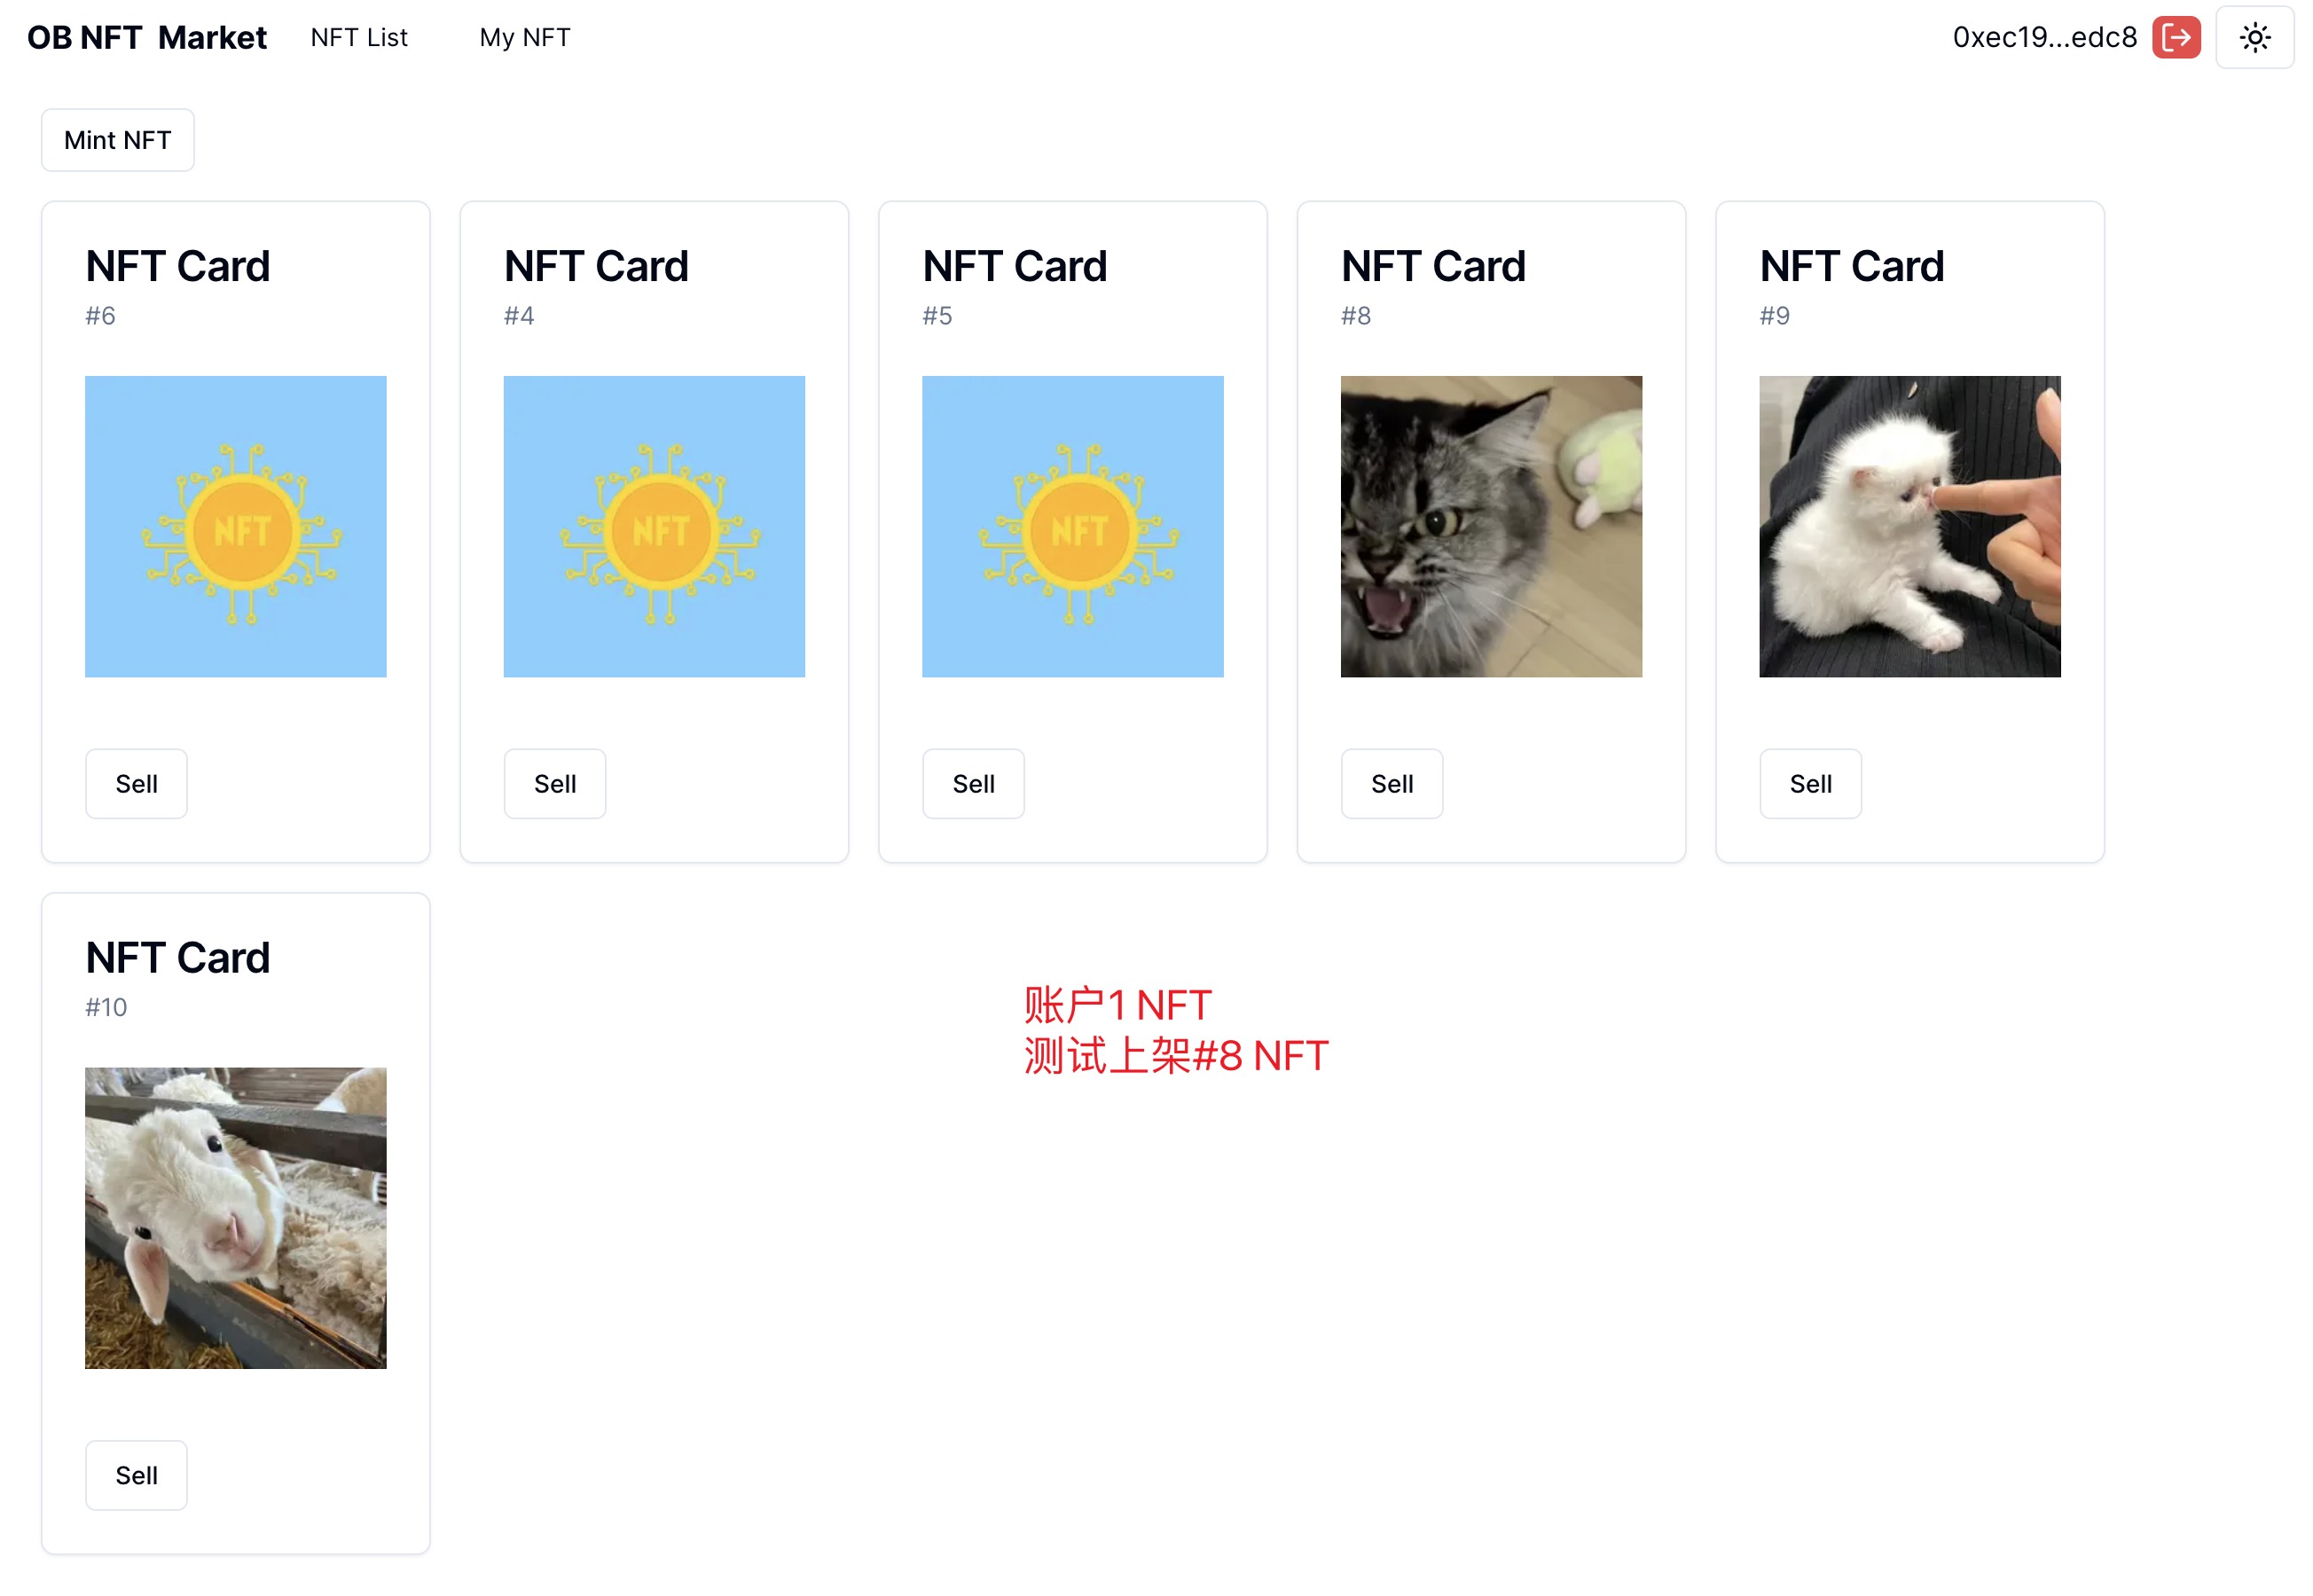 OB NFT Market NFT List My NFT 0xec19...edc8
Mint NFT
NFT Card
#6
NFT
Sell
NFT Card
#4
NFT
Sell
NFT Card
#5
NFT
Sell
NFT Card
#8
Sell
NFT Card
#9
Sell
NFT Card
#10
Sell
账户1 NFT
测试上架#8 NFT